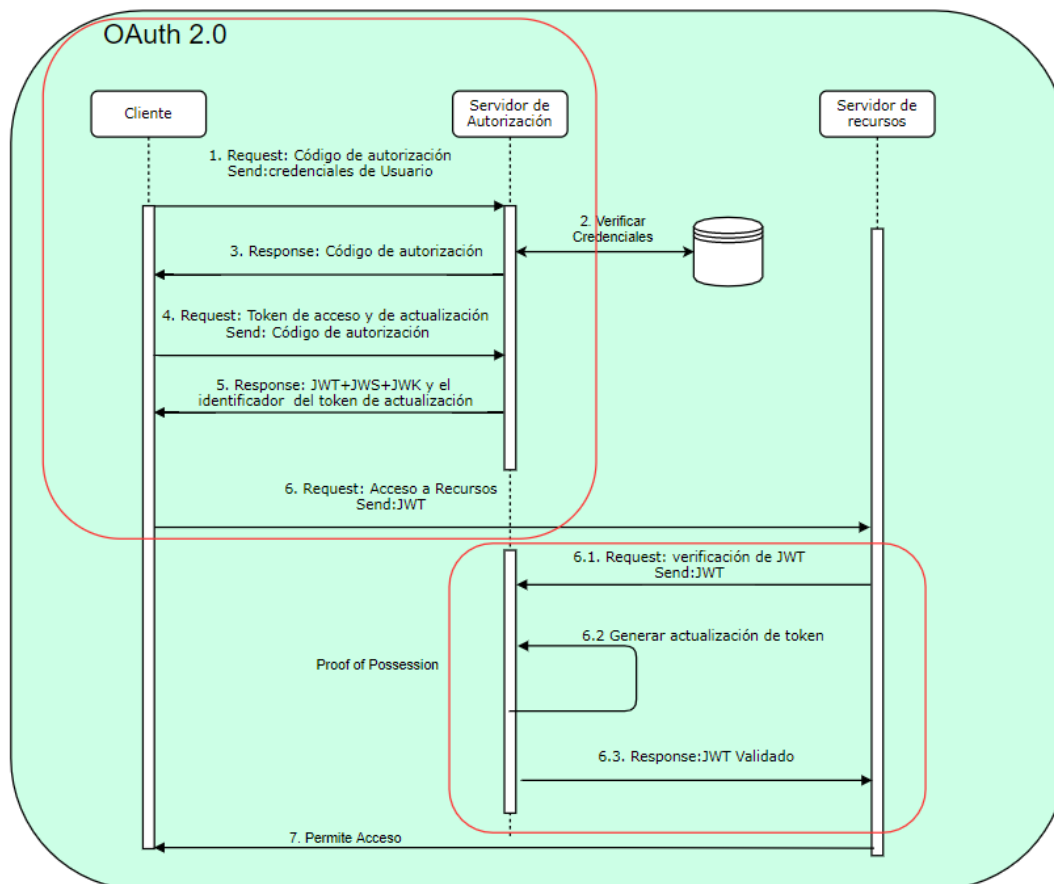 OAuth 2.0
Cliente
Servidor de
Autorización
Servidor de
recursos
1. Request: Código de autorización
Send:credenciales de Usuario
2. Verificar
Credenciales
3. Response: Código de autorización
4. Request: Token de acceso y de actualización
Send: Código de autorización
5. Response: JWT+JWS+JWK y el
identificador del token de actualización
6. Request: Acceso a Recursos
Send:JWT
6.1. Request: verificación de JWT
Send:JWT
6.2 Generar actualización de token
Proof of Possession
6.3. Response:JWT Validado
7. Permite Acceso